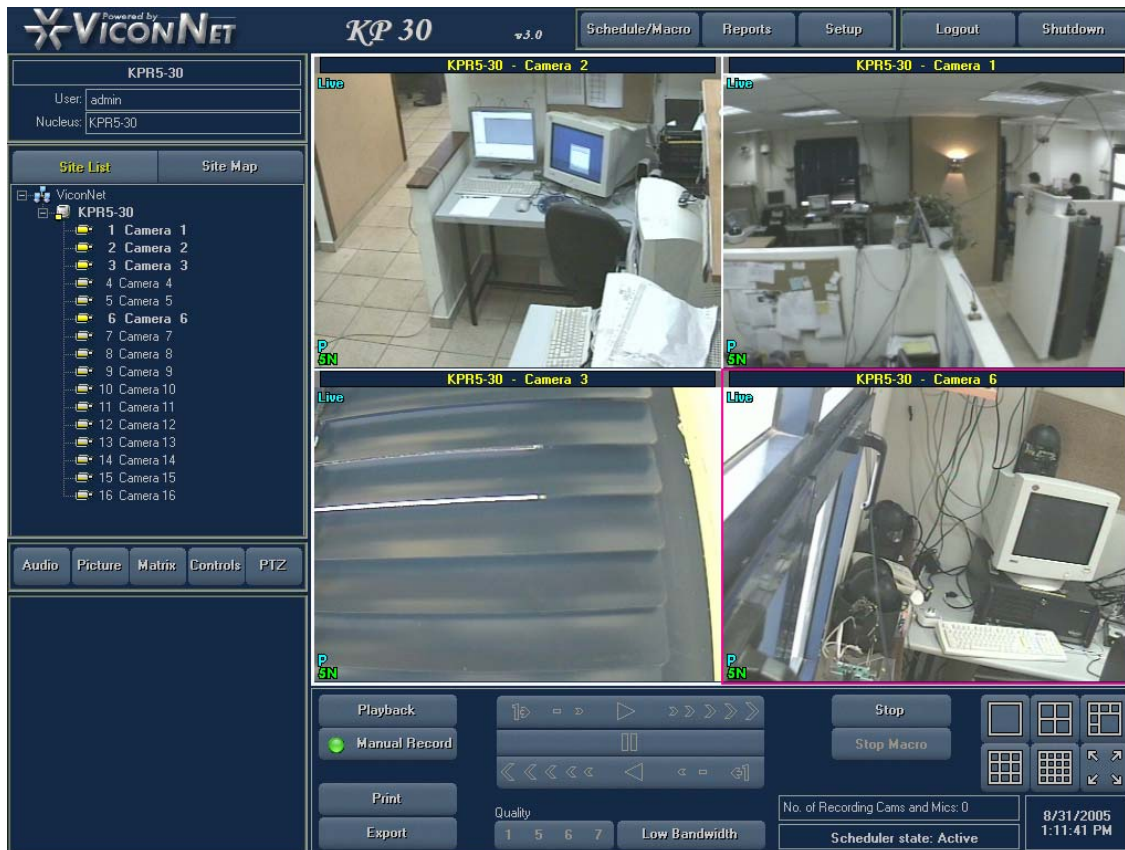 Powered by
VICONNET
KP 30 v3.0
Schedule/Macro Reports Setup Logout Shutdown
KPR5-30
User: admin
Nucleus: KPR5-30
Site List Site Map
ViconNet
KPR5-30
1 Camera 1
2 Camera 2
3 Camera 3
4 Camera 4
5 Camera 5
6 Camera 6
7 Camera 7
8 Camera 8
9 Camera 9
10 Camera 10
11 Camera 11
12 Camera 12
13 Camera 13
14 Camera 14
15 Camera 15
16 Camera 16
Audio Picture Matrix Controls PTZ
KPR5-30 - Camera 2
Live
P
5N
KPR5-30 - Camera 1
Live
P
5N
KPR5-30 - Camera 3
Live
P
5N
KPR5-30 - Camera 6
Live
P
5N
Playback
Manual Record
Print
Export
Quality
1 5 6 7 Low Bandwidth
Stop
Stop Macro
No. of Recording Cams and Mics: 0
Scheduler state: Active
8/31/2005
1:11:41 PM